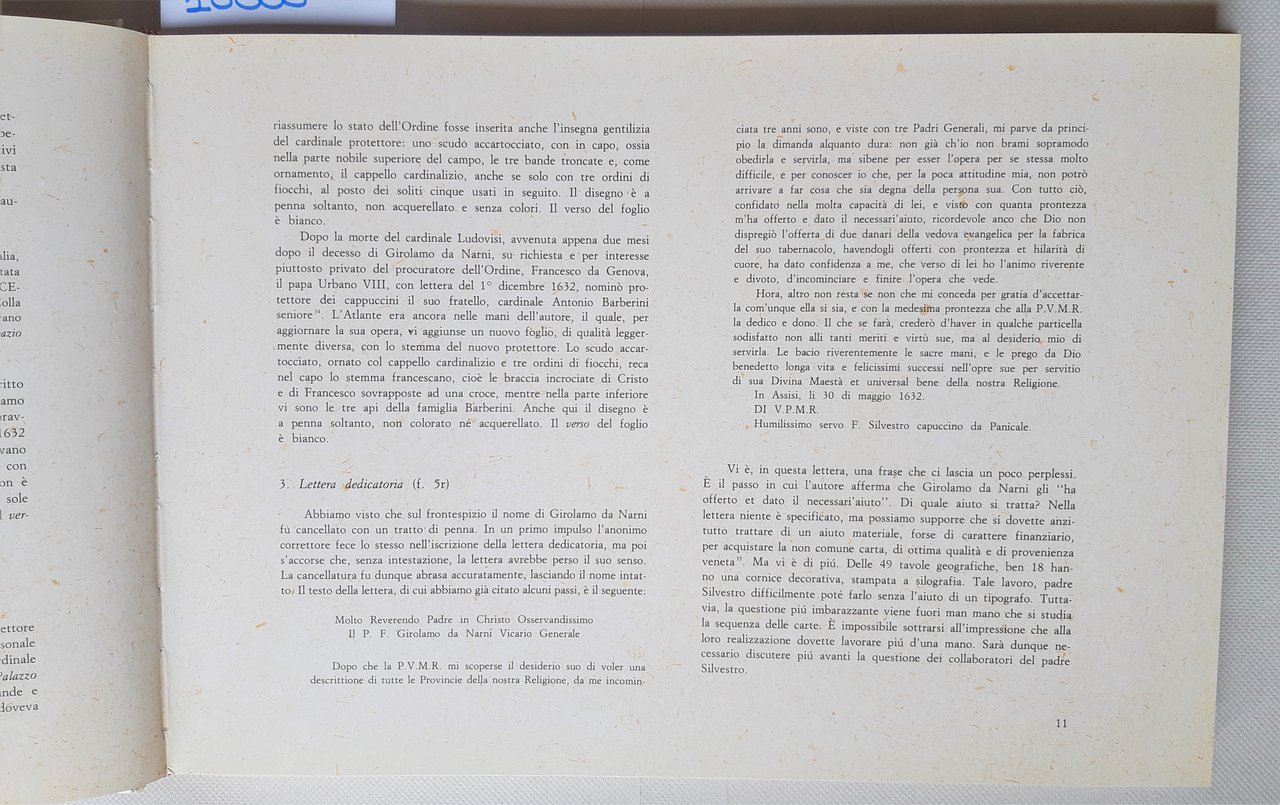 et-
be-
tivi
sta
au-
alia,
tata
CE-
Colla
rano
pazio
ritto
amo
prav-
1632
vano
con
on è
sole
l ver-
ettore
sonale
rdinale
Palazzo
nde e
doveva
riassumere lo stato dell'Ordine fosse inserita anche l'insegna gentilizia
del cardinale protettore: uno scudo accartocciato, con in capo, ossia
nella parte nobile superiore del campo, le tre bande troncate e, come
ornamento, il cappello cardinalizio, anche se solo con tre ordini di
fiocchi, al posto dei soliti cinque usati in seguito. Il disegno è a
penna soltanto, non acquerellato e senza colori. Il verso del foglio
è bianco.
Dopo la morte del cardinale Ludovisi, avvenuta appena due mesi
dopo il decesso di Girolamo da Narni, su richiesta e per interesse
piuttosto privato del procuratore dell'Ordine, Francesco da Genova,
il papa Urbano VIII, con lettera del 1° dicembre 1632, nominò pro-
tettore dei cappuccini il suo fratello, cardinale Antonio Barberini
seniore³⁴. L'Atlante era ancora nelle mani dell'autore, il quale, per
aggiornare la sua opera, vi aggiunse un nuovo foglio, di qualità legger-
mente diversa, con lo stemma del nuovo protettore. Lo scudo accar-
tocciato, ornato col cappello cardinalizio e tre ordini di fiocchi, reca
nel capo lo stemma francescano, cioè le braccia incrociate di Cristo
e di Francesco sovrapposte ad una croce, mentre nella parte inferiore
vi sono le tre api della famiglia Barberini. Anche qui il disegno è
a penna soltanto, non colorato né acquerellato. Il verso del foglio
è bianco.
3. Lettera dedicatoria (f. 5r)
Abbiamo visto che sul frontespizio il nome di Girolamo da Narni
fu cancellato con un tratto di penna. In un primo impulso l'anonimo
correttore fece lo stesso nell'iscrizione della lettera dedicatoria, ma poi
s'accorse che, senza intestazione, la lettera avrebbe perso il suo senso.
La cancellatura fu dunque abrasa accuratamente, lasciando il nome intat-
to. Il testo della lettera, di cui abbiamo già citato alcuni passi, è il seguente:
Molto Reverendo Padre in Christo Osservandissimo
Il P. F. Girolamo da Narni Vicario Generale
Dopo che la P.V.M.R. mi scoperse il desiderio suo di voler una
descrittione di tutte le Provincie della nostra Religione, da me incomin-
ciata tre anni sono, e viste con tre Padri Generali, mi parve da princi-
pio la dimanda alquanto dura: non già ch'io non brami sopramodo
obedirla e servirla, ma sibene per esser l'opera per se stessa molto
difficile, e per conoscer io che, per la poca attitudine mia, non potrò
arrivare a far cosa che sia degna della persona sua. Con tutto ciò,
confidato nella molta capacità di lei, e visto con quanta prontezza
m'ha offerto e dato il necessari'aiuto, ricordevole anco che Dio non
dispregiò l'offerta di due danari della vedova evangelica per la fabrica
del suo tabernacolo, havendogli offerti con prontezza et hilarità di
cuore, ha dato confidenza a me, che verso di lei ho l'animo riverente
e divoto, d'incominciare e finire l'opera che vede.
Hora, altro non resta se non che mi conceda per gratia d'accettar-
la com'unque ella si sia, e con la medesima prontezza che alla P.V.M.R.
la dedico e dono. Il che se farà, crederò d'haver in qualche particella
sodisfatto non alli tanti meriti e virtù sue, ma al desiderio mio di
servirla. Le bacio riverentemente le sacre mani, e le prego da Dio
benedetto longa vita e felicissimi successi nell'opre sue per servitio
di sua Divina Maestà et universal bene della nostra Religione.
In Assisi, li 30 di maggio 1632.
DI V.P.M.R.
Humilissimo servo F. Silvestro capuccino da Panicale.
Vi è, in questa lettera, una frase che ci lascia un poco perplessi.
È il passo in cui l'autore afferma che Girolamo da Narni gli "ha
offerto et dato il necessari'aiuto". Di quale aiuto si tratta? Nella
lettera niente è specificato, ma possiamo supporre che si dovette anzi-
tutto trattare di un aiuto materiale, forse di carattere finanziario,
per acquistare la non comune carta, di ottima qualità e di provenienza
veneta³⁵. Ma vi è di piú. Delle 49 tavole geografiche, ben 18 han-
no una cornice decorativa, stampata a silografia. Tale lavoro, padre
Silvestro difficilmente poté farlo senza l'aiuto di un tipografo. Tutta-
via, la questione piú imbarazzante viene fuori man mano che si studia
la sequenza delle carte. È impossibile sottrarsi all'impressione che alla
loro realizzazione dovette lavorare piú d'una mano. Sarà dunque ne-
cessario discutere piú avanti la questione dei collaboratori del padre
Silvestro.
11